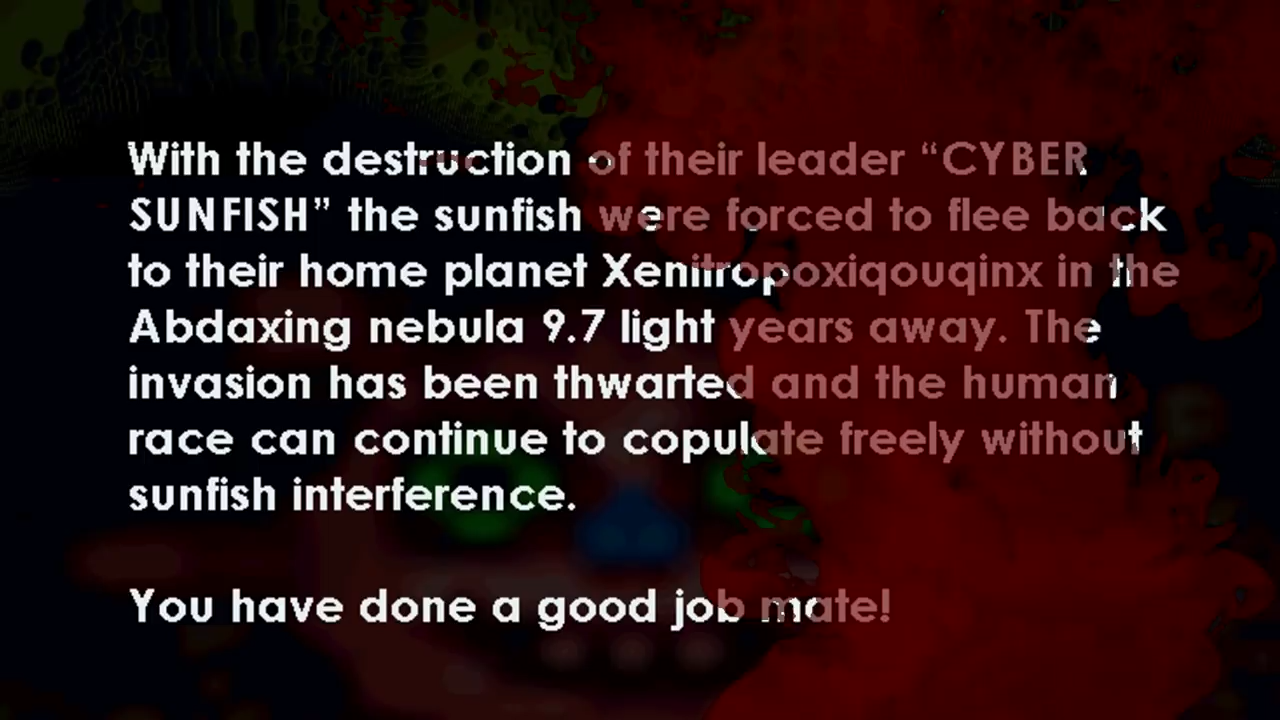 With the destruction of their leader “CYBER
SUNFISH” the sunfish were forced to flee back
to their home planet Xenitropoxiqouqinx in the
Abdaxing nebula 9.7 light years away. The
invasion has been thwarted and the human
race can continue to copulate freely without
sunfish interference.
You have done a good job mate!